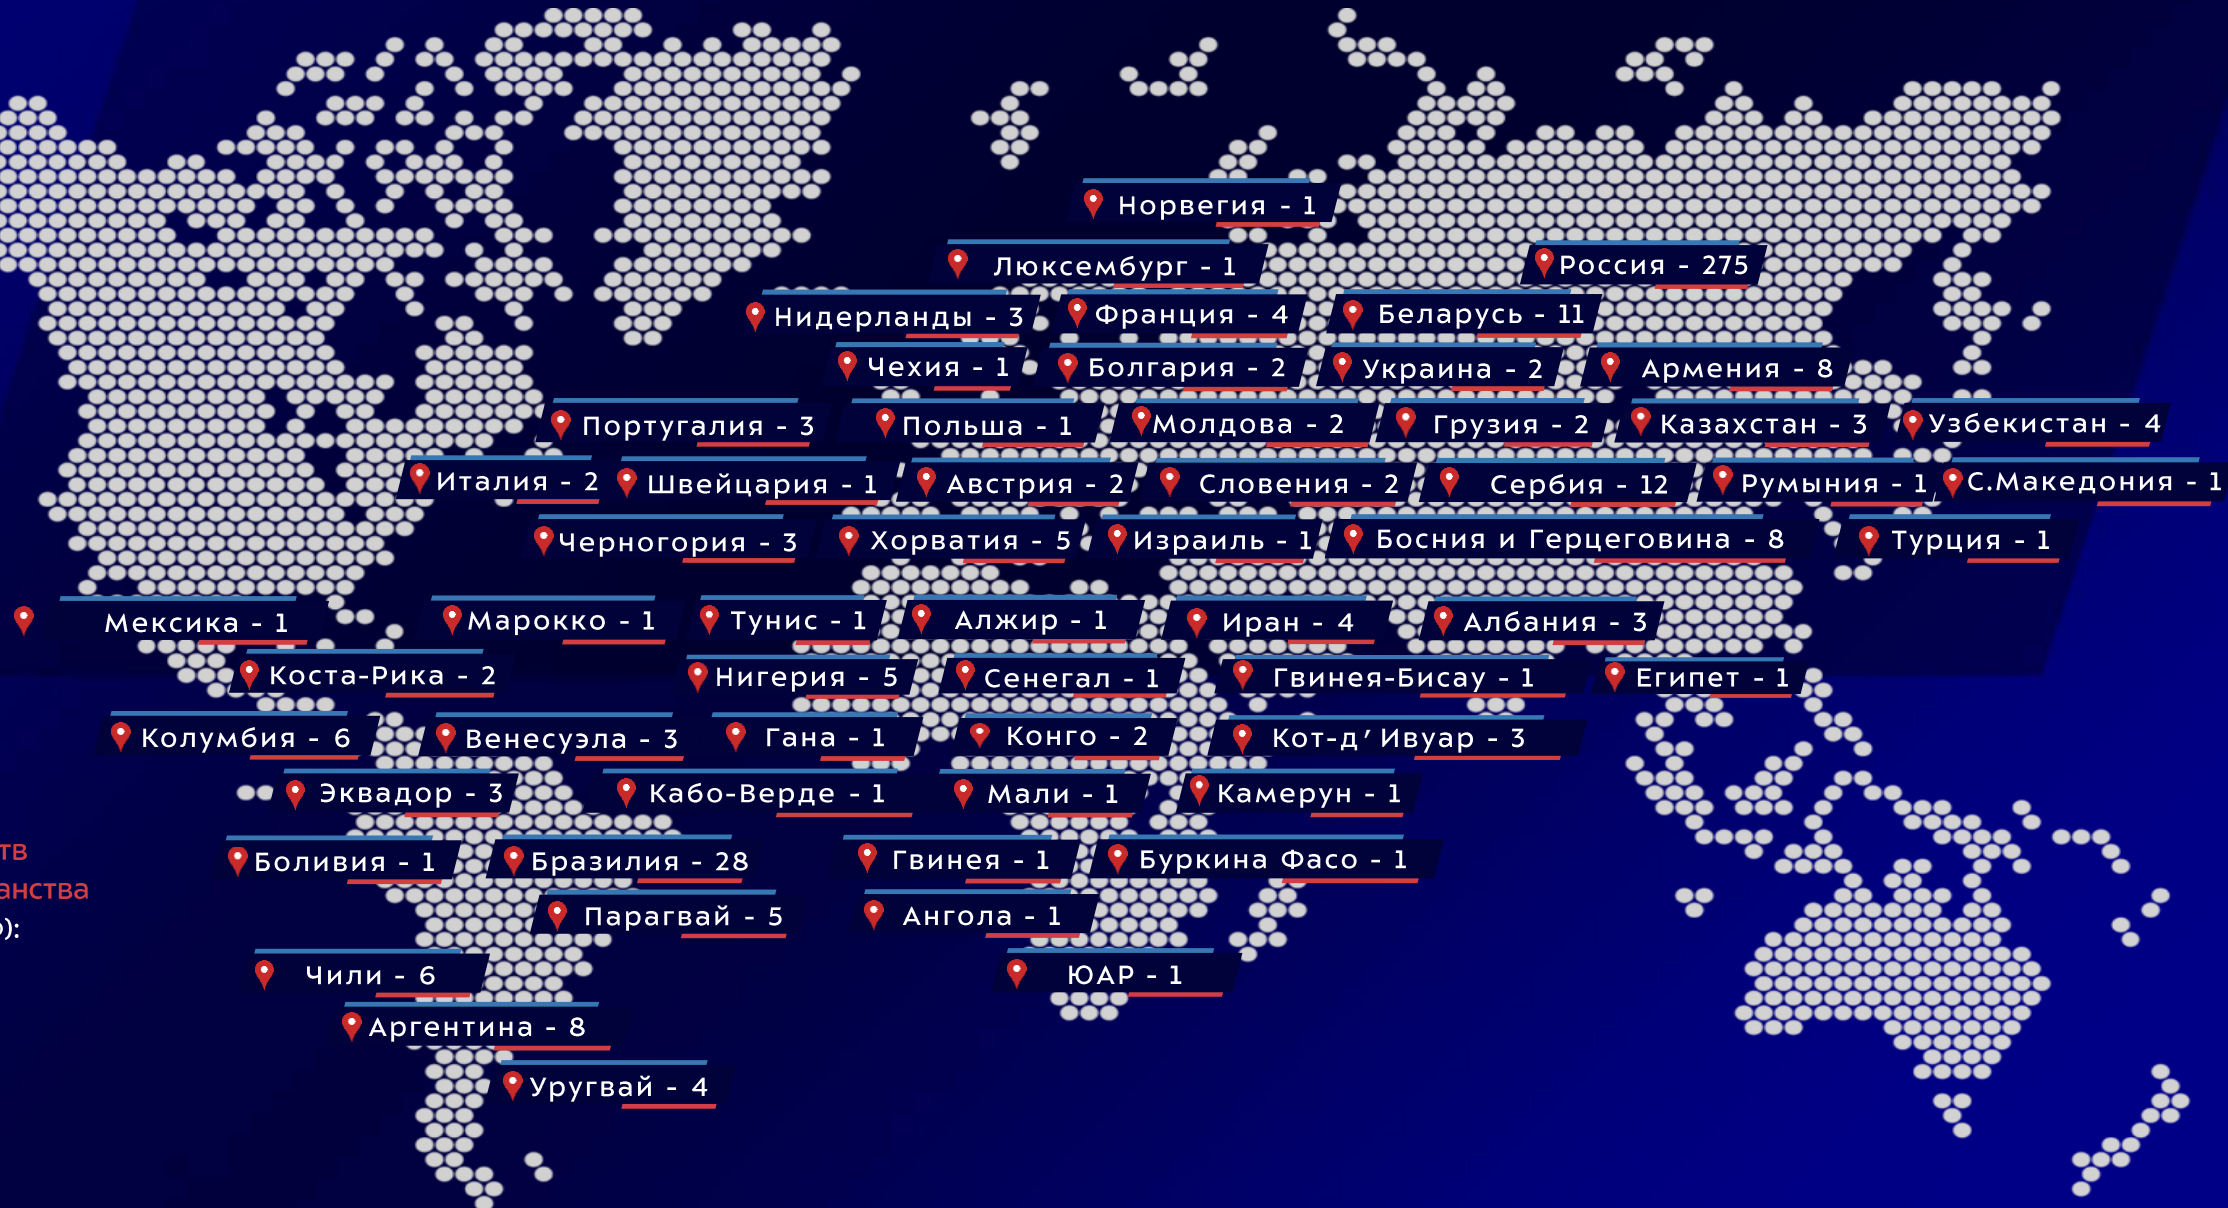 Норвегия - 1
Люксембург - 1
Россия - 275
Нидерланды - 3
Франция - 4
Беларусь - 11
Чехия - 1
Болгария - 2
Украина - 2
Армения - 8
Португалия - 3
Польша - 1
Молдова - 2
Грузия - 2
Казахстан - 3
Узбекистан - 4
Италия - 2
Швейцария - 1
Австрия - 2
Словения - 2
Сербия - 12
Румыния - 1
С.Македония - 1
Черногория - 3
Хорватия - 5
Израиль - 1
Босния и Герцеговина - 8
Турция - 1
Мексика - 1
Марокко - 1
Тунис - 1
Алжир - 1
Иран - 4
Албания - 3
Коста-Рика - 2
Нигерия - 5
Сенегал - 1
Гвинея-Бисау - 1
Египет - 1
Колумбия - 6
Венесуэла - 3
Гана - 1
Конго - 2
Кот-д’Ивуар - 3
Эквадор - 3
Кабо-Верде - 1
Мали - 1
Камерун - 1
тв
Боливия - 1
Бразилия - 28
Гвинея - 1
Буркина Фасо - 1
анства
Парагвай - 5
Ангола - 1
):
Чили - 6
ЮАР - 1
Аргентина - 8
Уругвай - 4